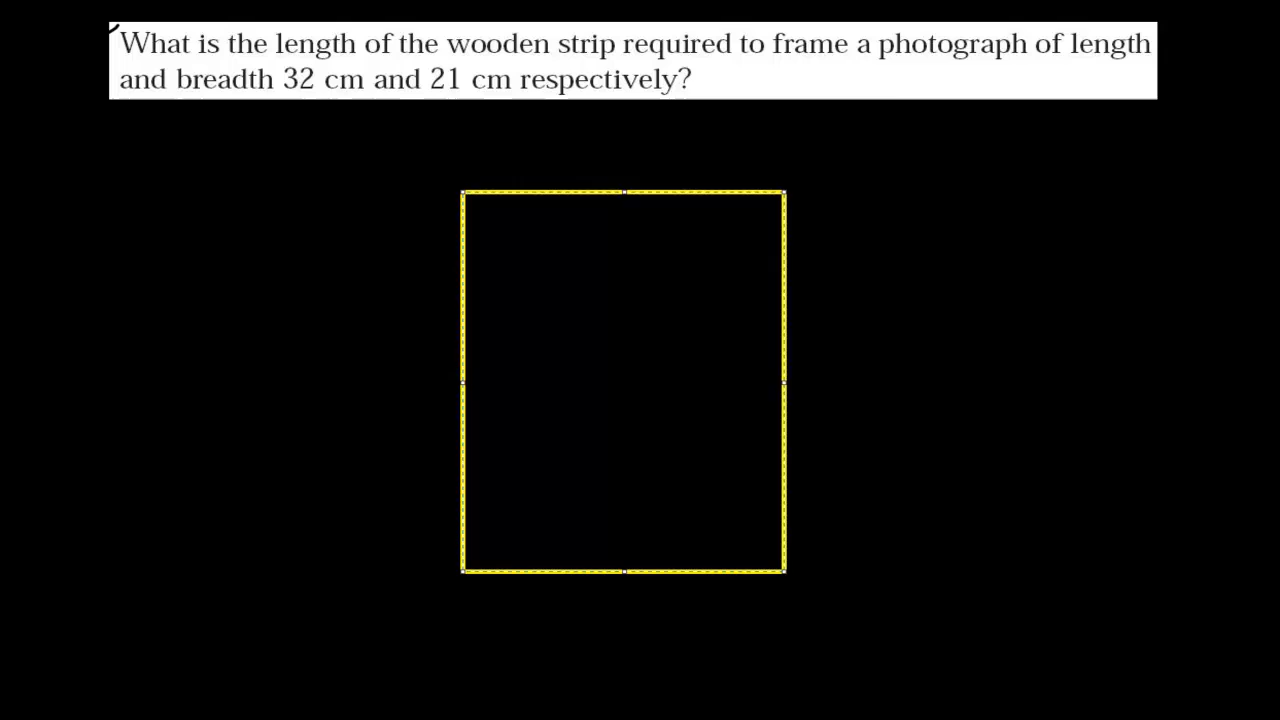 What is the length of the wooden strip required to frame a photograph of length
and breadth 32 cm and 21 cm respectively?